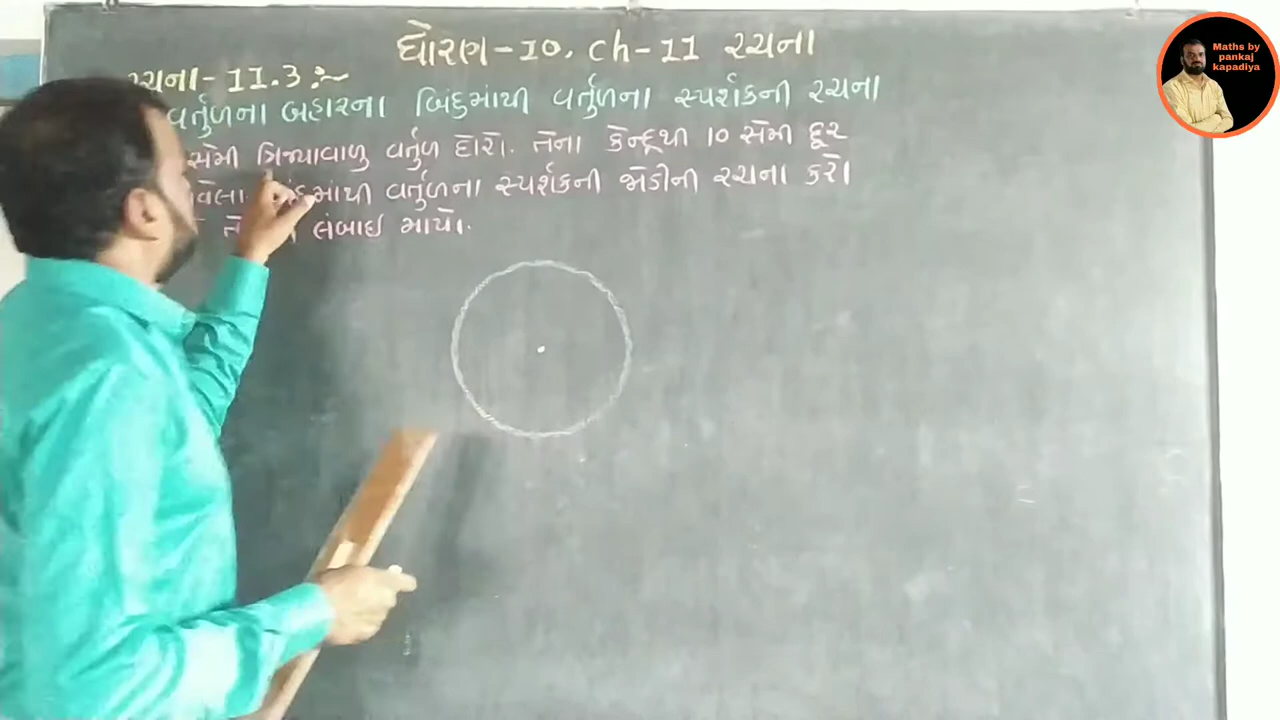 ધોરણ-10, ch-11 રચના
રચના-11.3:~
વર્તુળના બહારના બિંદુમાંથી વર્તુળના સ્પર્શકની રચના
સેમી ત્રિજ્યાવાળુ વર્તુળ દોરો. તેના કેન્દ્રથી 10 સેમી દૂર
વર્તુળના સ્પર્શકની જોડીની રચના કરો
લંબાઇ માપો.
Maths by
pankaj
kapadiya